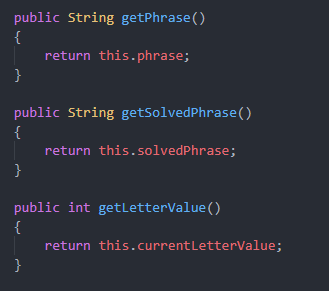 public String getPhrase()
{
    return this.phrase;
}
public String getSolvedPhrase()
{
    return this.solvedPhrase;
}
public int getLetterValue()
{
    return this.currentLetterValue;
}